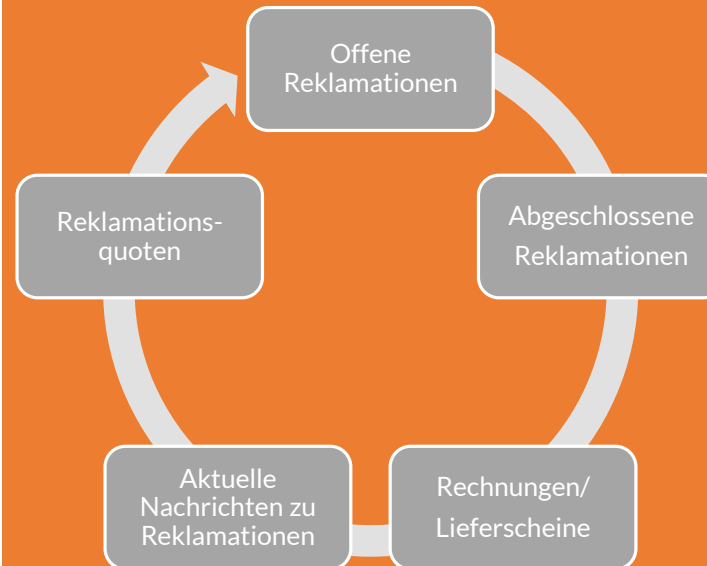 Offene
Reklamationen
Abgeschlossene
Reklamationen
Rechnungen/
Lieferscheine
Aktuelle
Nachrichten zu
Reklamationen
Reklamations-
quoten